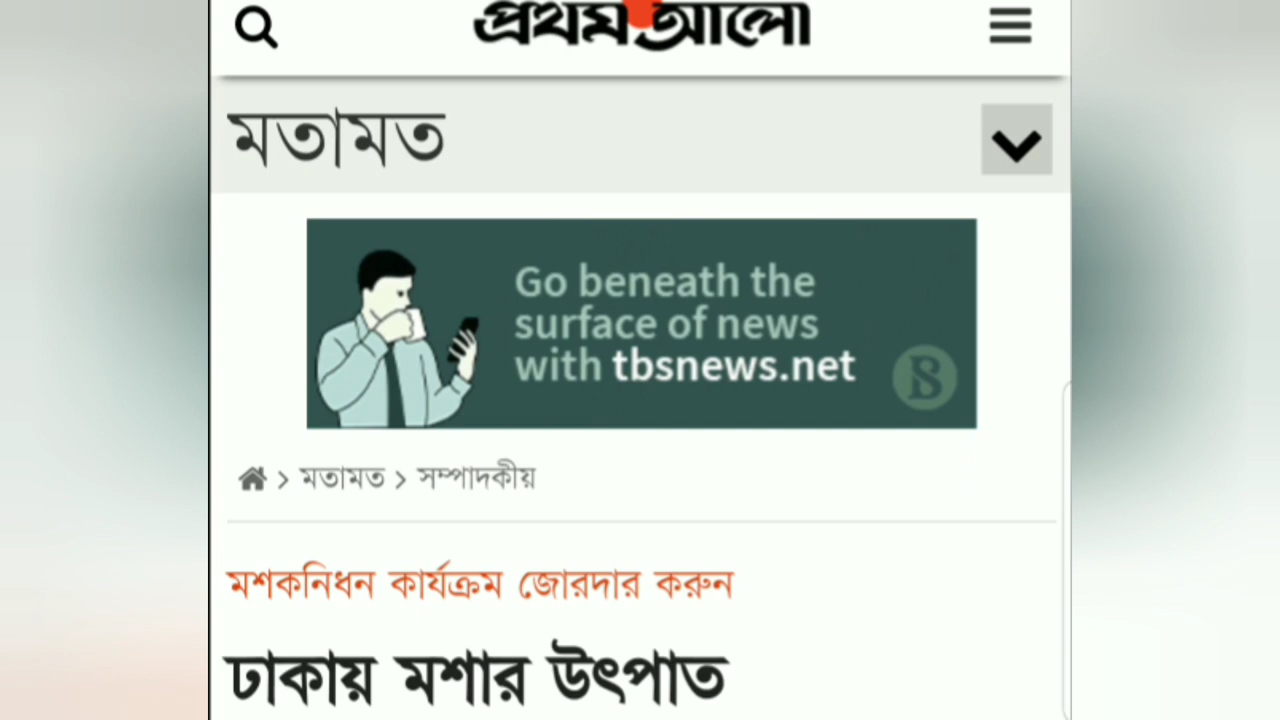 প্রথম আলো
মতামত
Go beneath the
surface of news
with tbsnews.net
মতামত > সম্পাদকীয়
মশকনিধন কার্যক্রম জোরদার করুন
ঢাকায় মশার উৎপাত